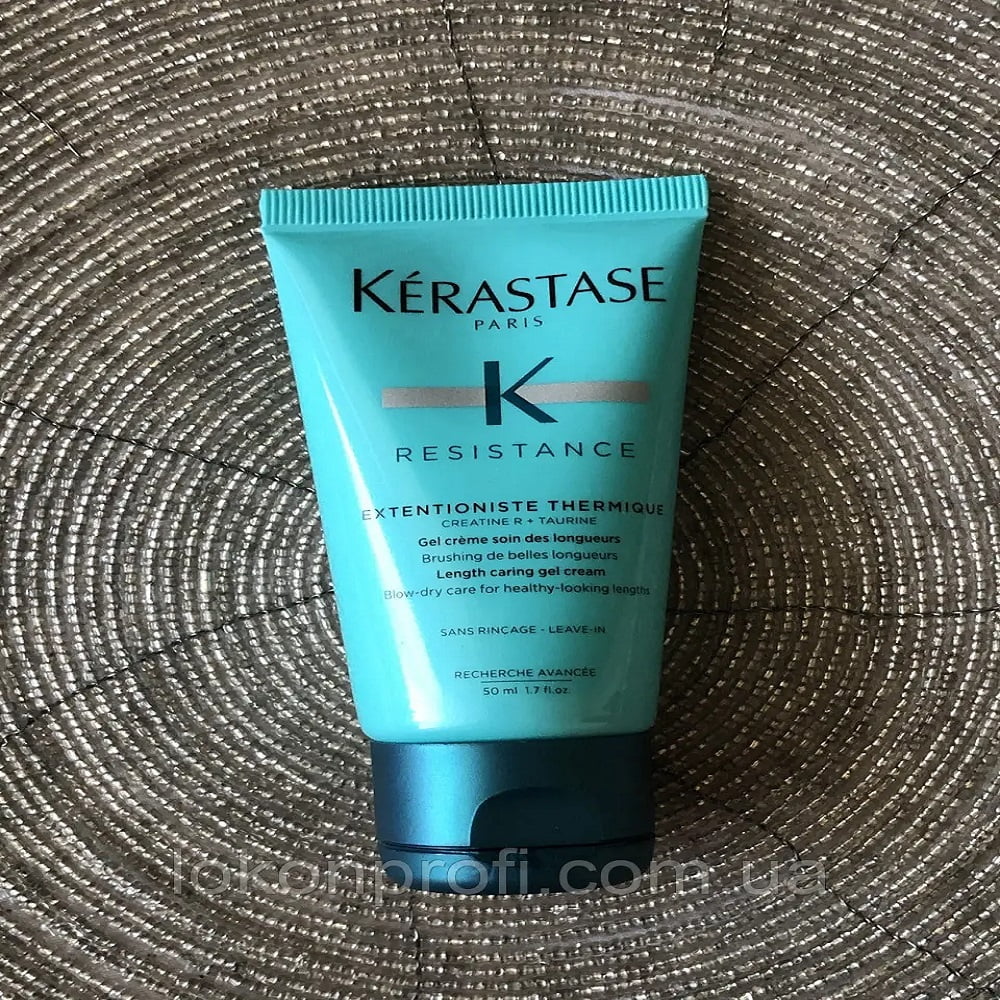 KÉRASTASE
PARIS
K
RESISTANCE
EXTENTIONISTE THERMIQUE
CREATINE R + TAURINE
Gel crème soin des longueurs
Brushing de belles longueurs
Length caring gel cream
Blow-dry care for healthy-looking lengths
SANS RINÇAGE - LEAVE-IN
RECHERCHE AVANCÉE
50 ml 1.7 fl.oz.
lokonprofi.com.ua